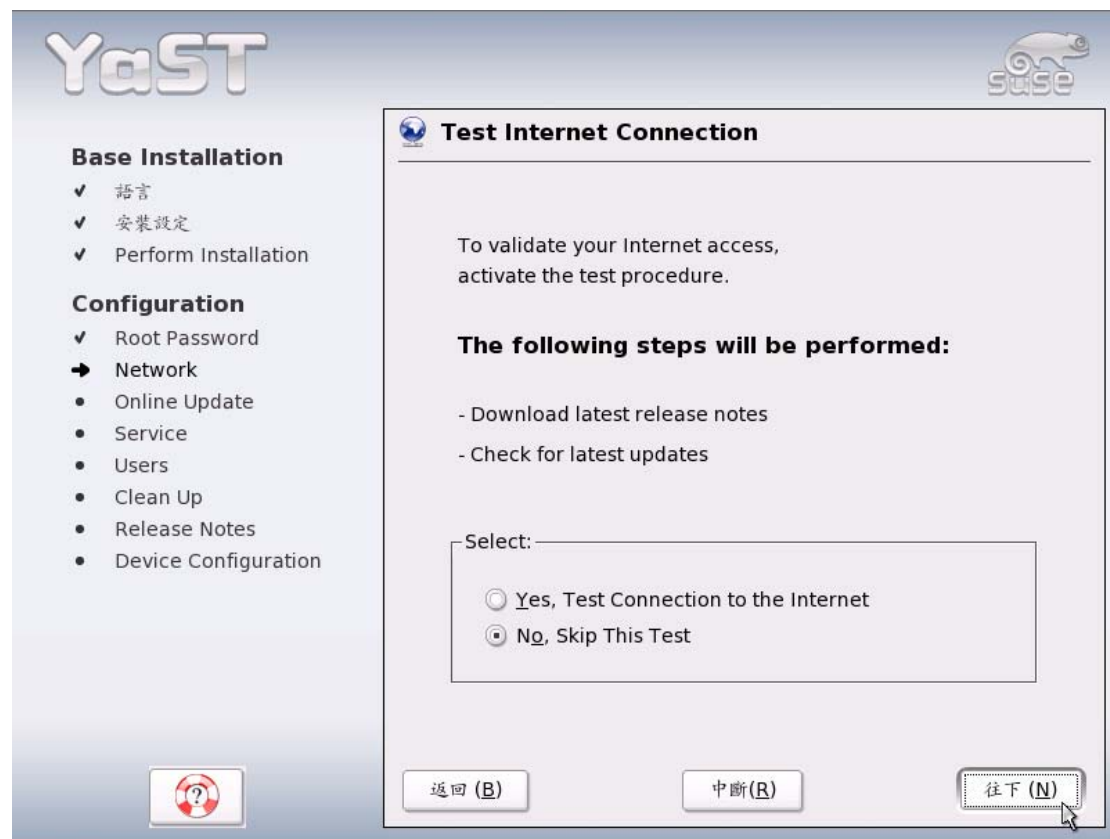 YaST
SUSE
Base Installation
語言
安裝設定
Perform Installation
Configuration
Root Password
Network
Online Update
Service
Users
Clean Up
Release Notes
Device Configuration
Test Internet Connection
To validate your Internet access,
activate the test procedure.
The following steps will be performed:
- Download latest release notes
- Check for latest updates
Select:
Yes, Test Connection to the Internet
No, Skip This Test
?
返回 (B)
中斷(R)
往下 (N)